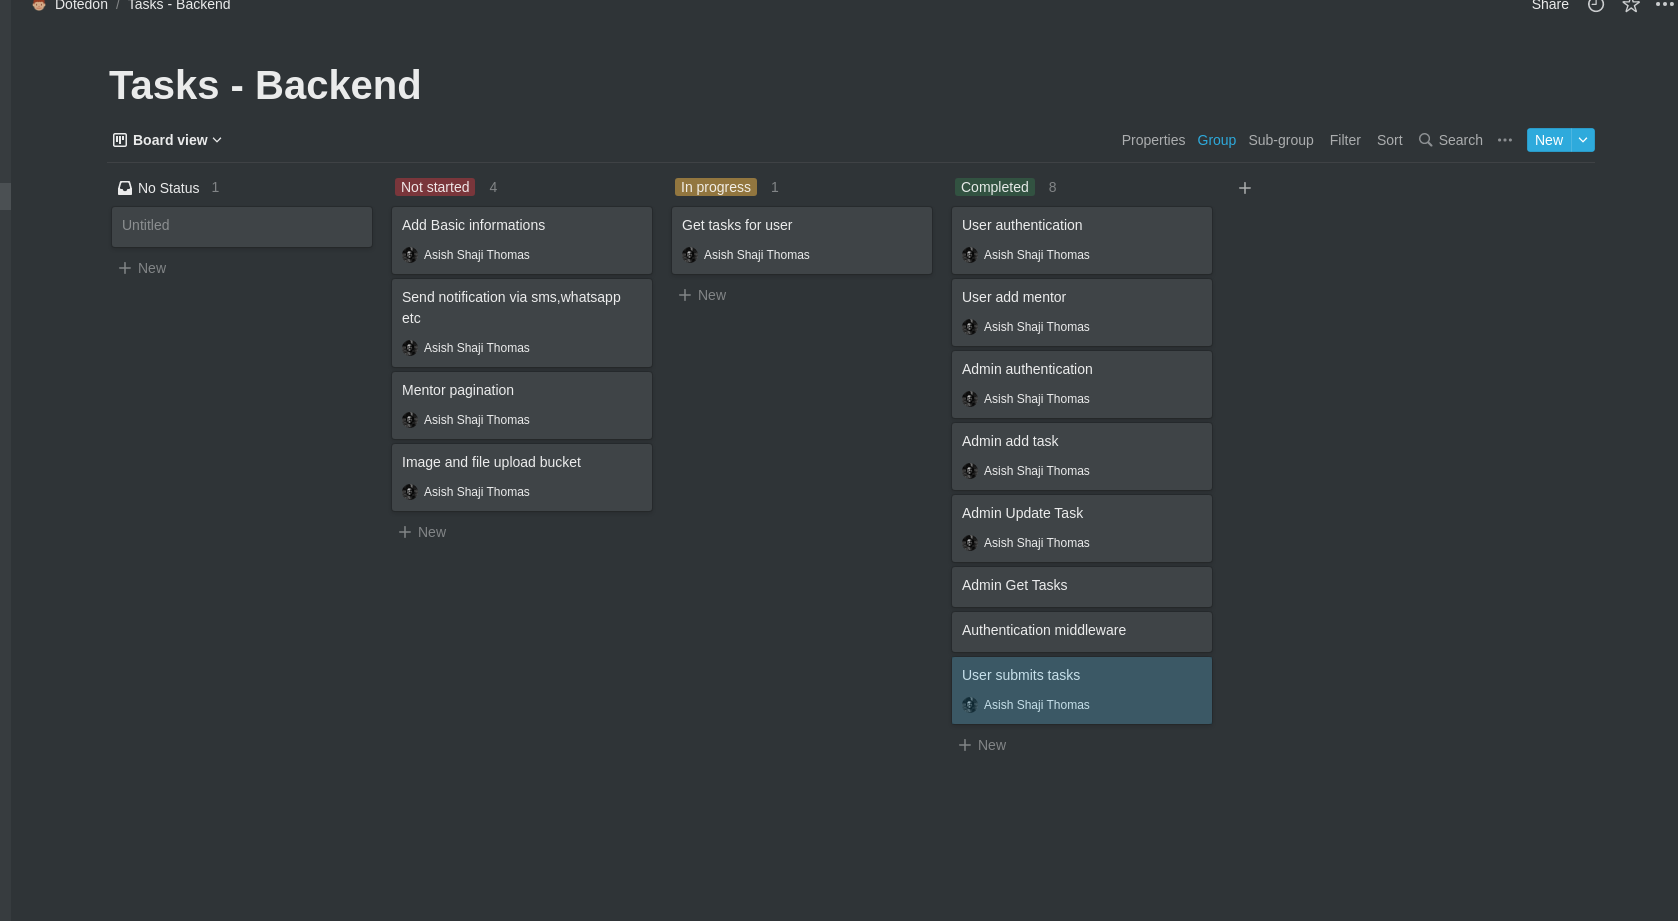 Dotedon / Tasks - Backend
Share
Tasks - Backend
Board view
Properties Group Sub-group Filter Sort Search New
No Status 1
Untitled
New
Not started 4
Add Basic informations
Asish Shaji Thomas
Send notification via sms,whatsapp
etc
Asish Shaji Thomas
Mentor pagination
Asish Shaji Thomas
Image and file upload bucket
Asish Shaji Thomas
New
In progress 1
Get tasks for user
Asish Shaji Thomas
New
Completed 8
User authentication
Asish Shaji Thomas
User add mentor
Asish Shaji Thomas
Admin authentication
Asish Shaji Thomas
Admin add task
Asish Shaji Thomas
Admin Update Task
Asish Shaji Thomas
Admin Get Tasks
Authentication middleware
User submits tasks
Asish Shaji Thomas
New